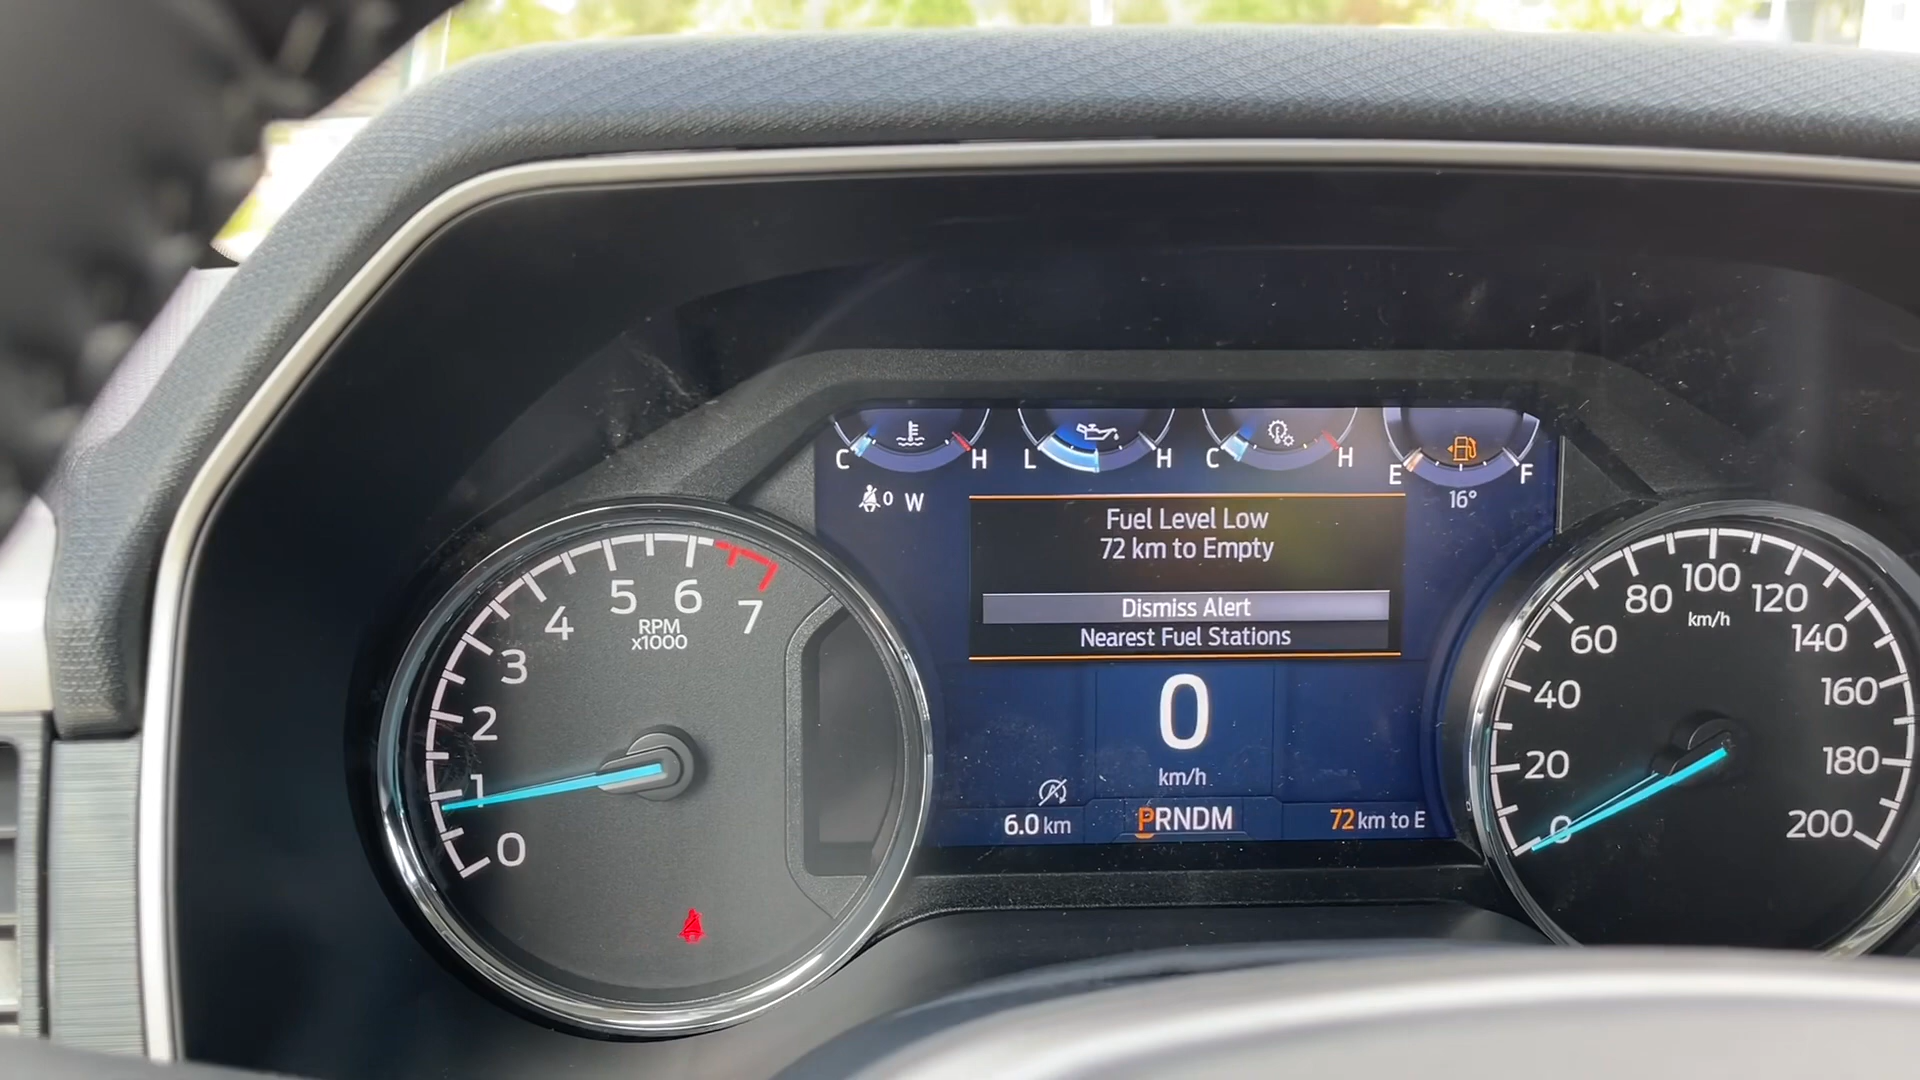 C H L H C H E F
0 W 16°
Fuel Level Low
72 km to Empty
Dismiss Alert
Nearest Fuel Stations
0
km/h
6.0 km PRNDM 72 km to E
0 1 2 3 4 5 6 7
RPM
x1000
0 20 40 60 80 100 120 140 160 180 200
km/h